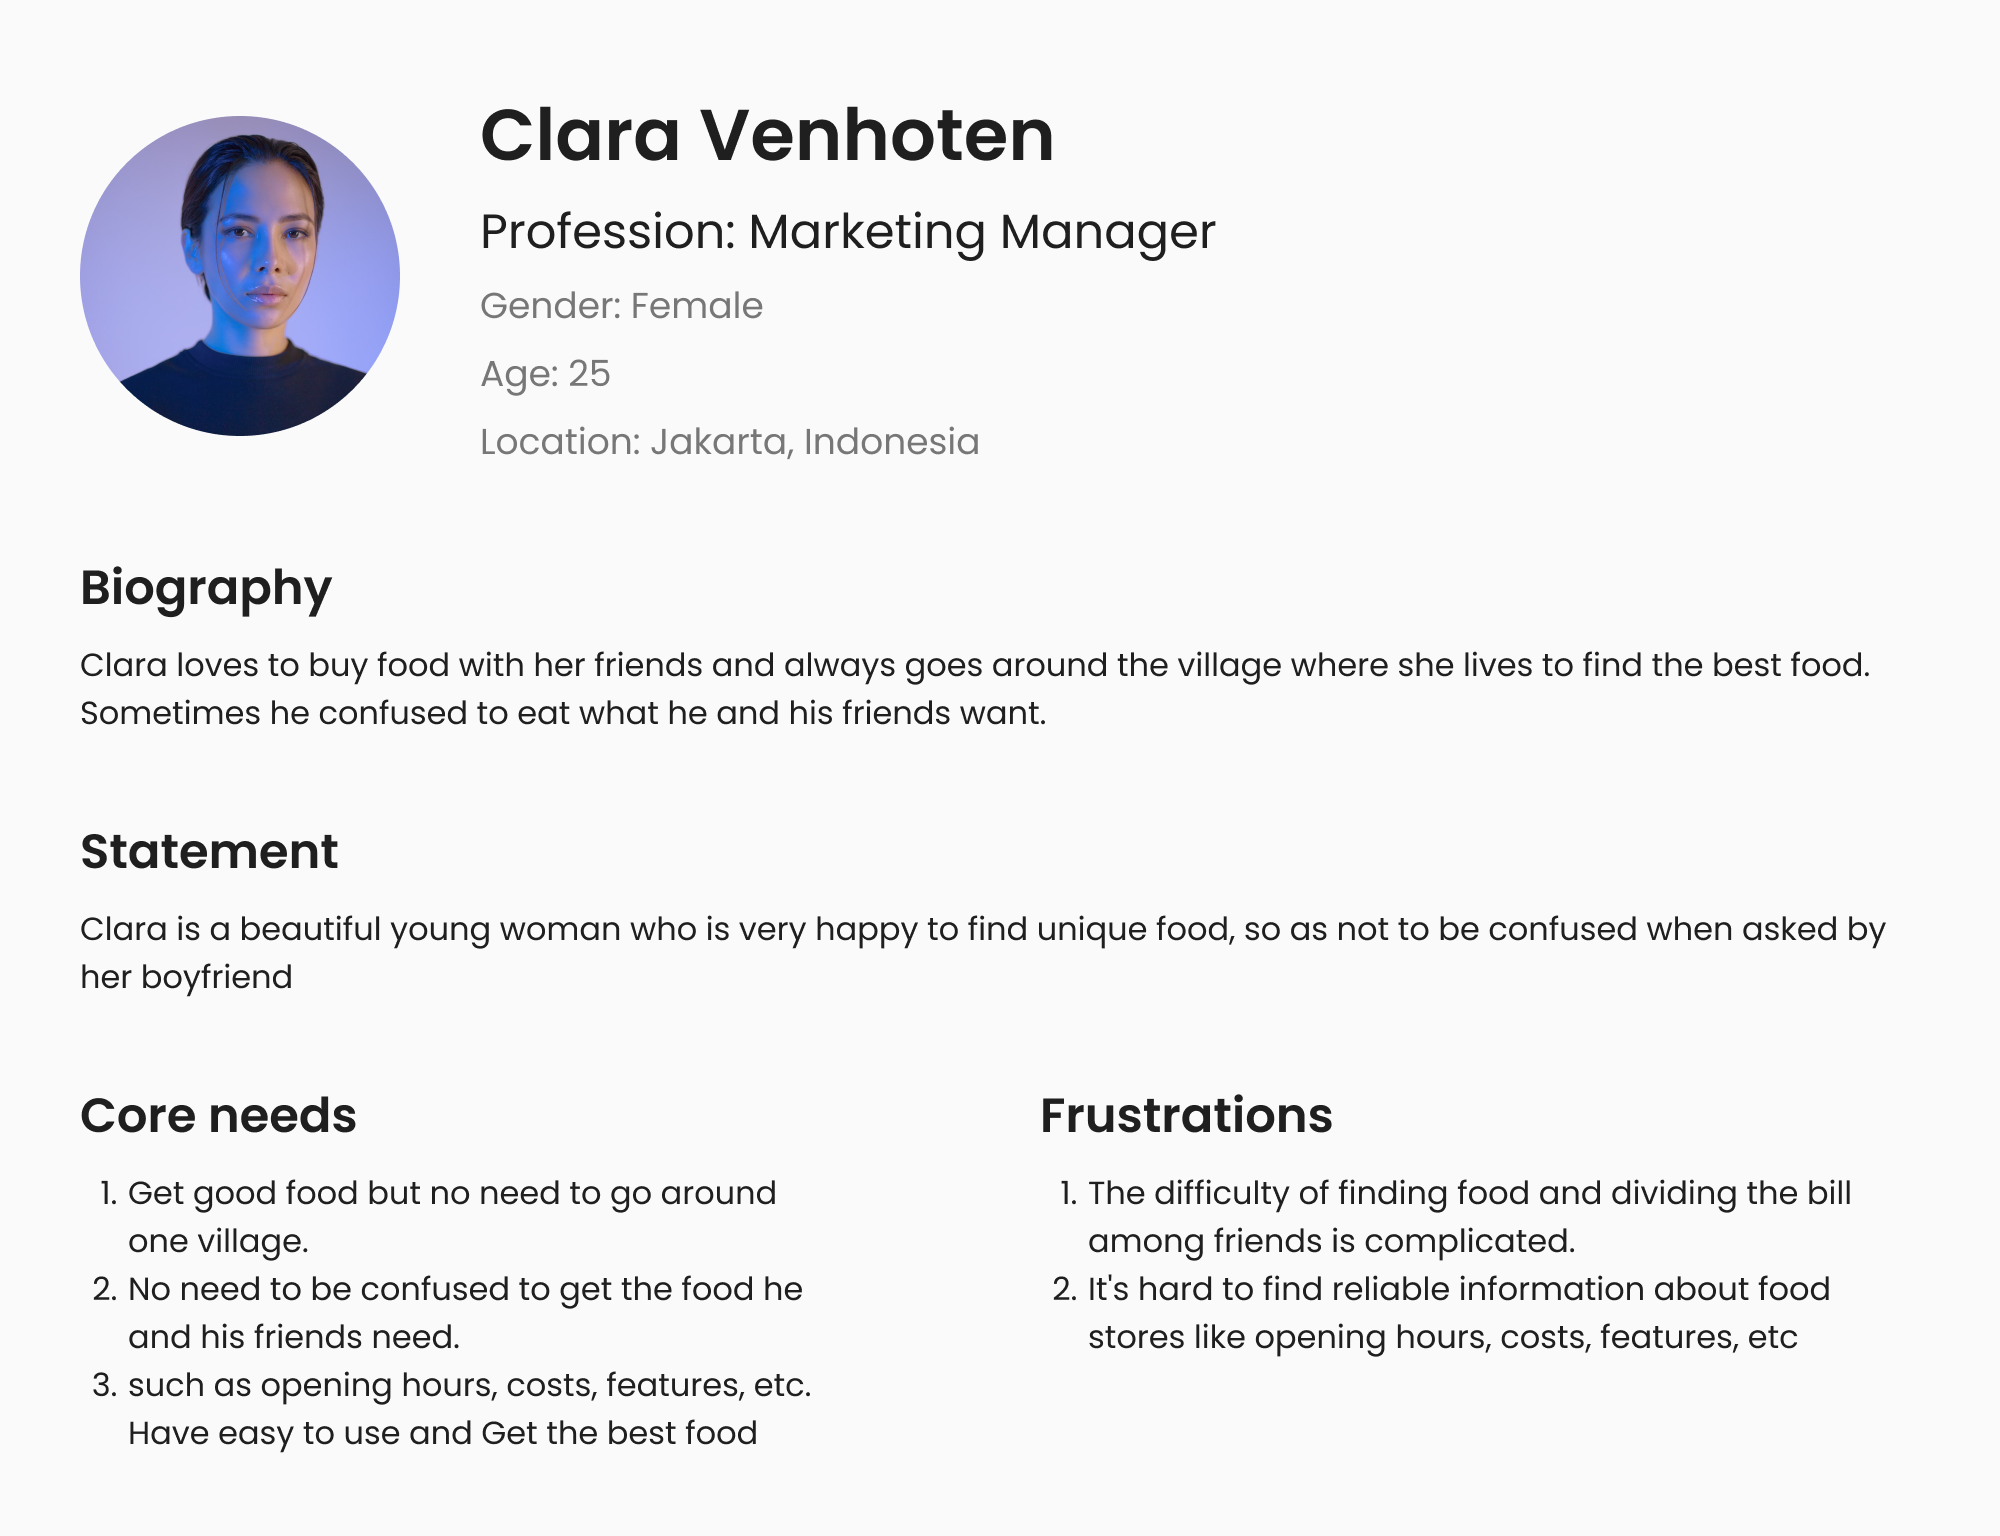 Clara Venhoten
Profession: Marketing Manager
Gender: Female
Age: 25
Location: Jakarta, Indonesia
Biography
Clara loves to buy food with her friends and always goes around the village where she lives to find the best food.
Sometimes he confused to eat what he and his friends want.
Statement
Clara is a beautiful young woman who is very happy to find unique food, so as not to be confused when asked by
her boyfriend
Core needs
1. Get good food but no need to go around
one village.
2. No need to be confused to get the food he
and his friends need.
3. such as opening hours, costs, features, etc.
Have easy to use and Get the best food
Frustrations
1. The difficulty of finding food and dividing the bill
among friends is complicated.
2. It's hard to find reliable information about food
stores like opening hours, costs, features, etc